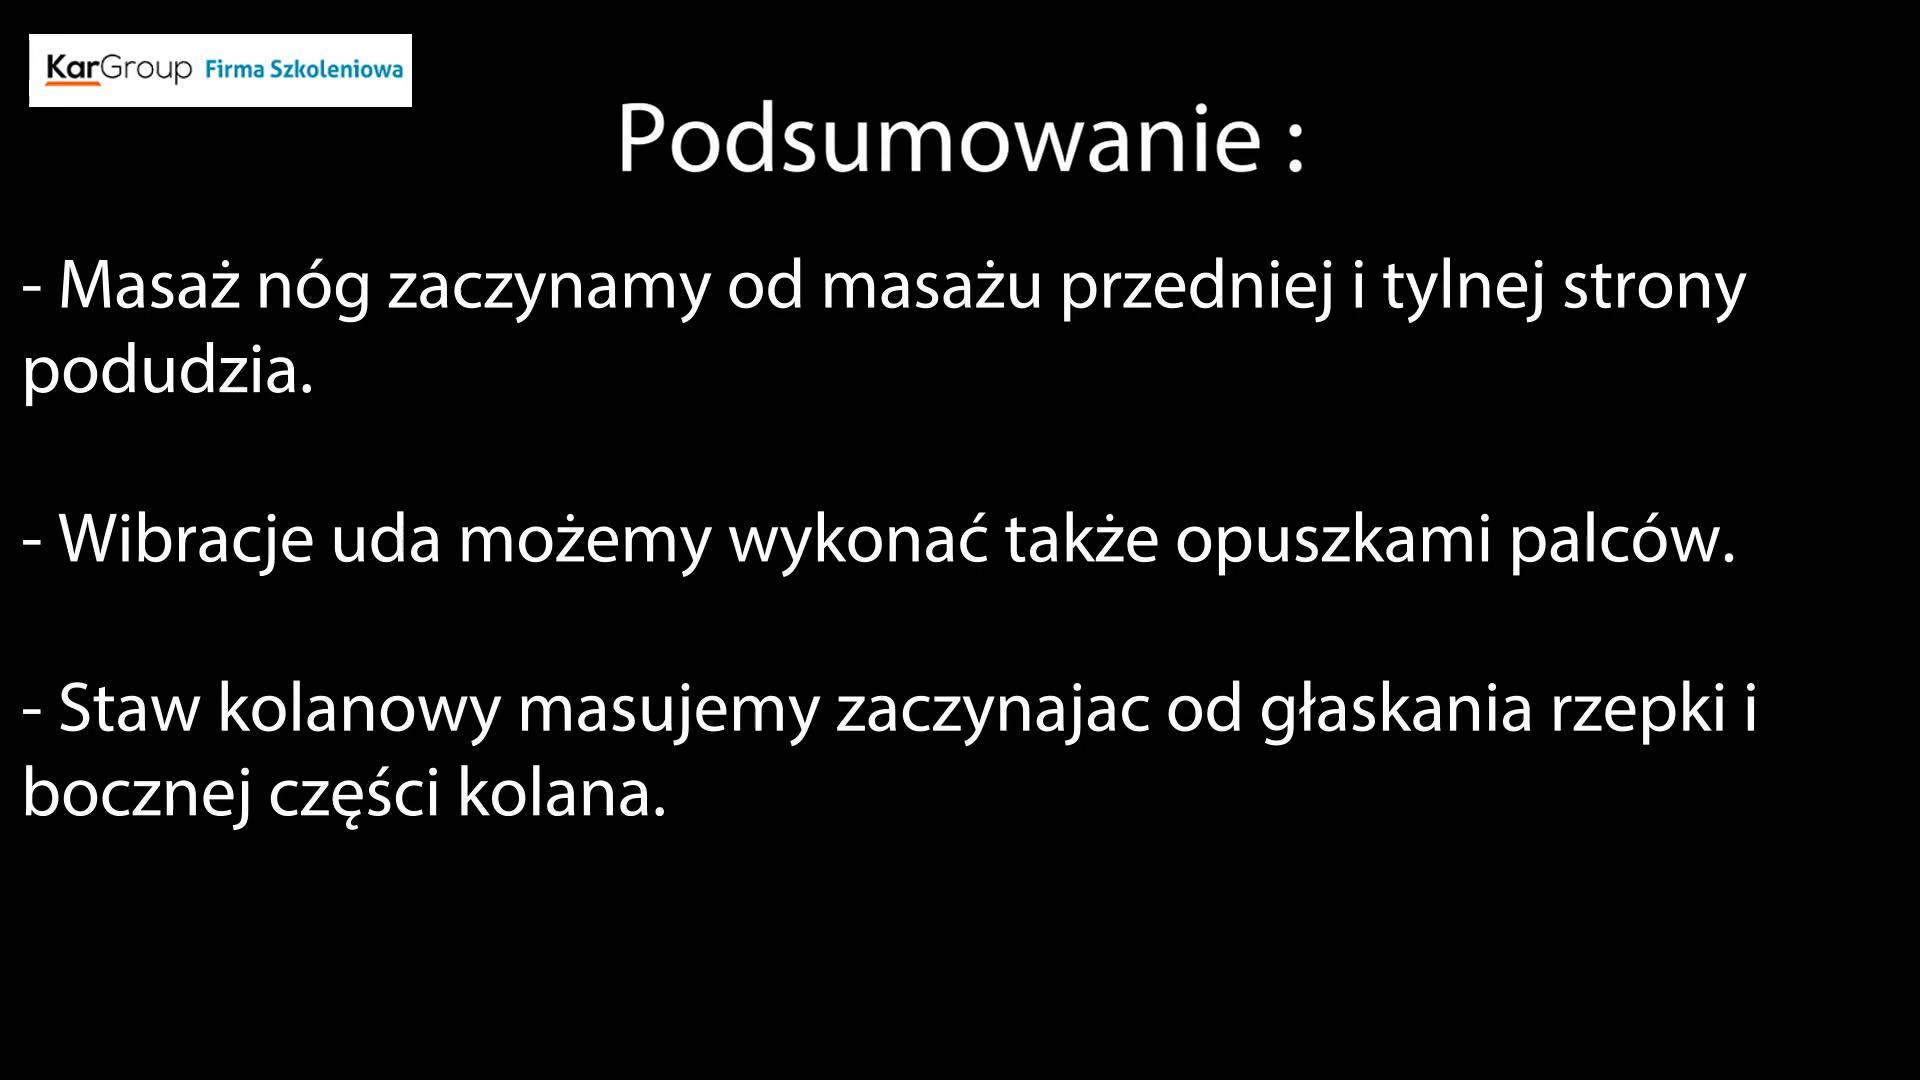 KarGroup Firma Szkoleniowa
Podsumowanie :
- Masaż nóg zaczynamy od masażu przedniej i tylnej strony
podudzia.
- Wibracje uda możemy wykonać także opuszkami palców.
- Staw kolanowy masujemy zaczynajac od głaskania rzepki i
bocznej części kolana.